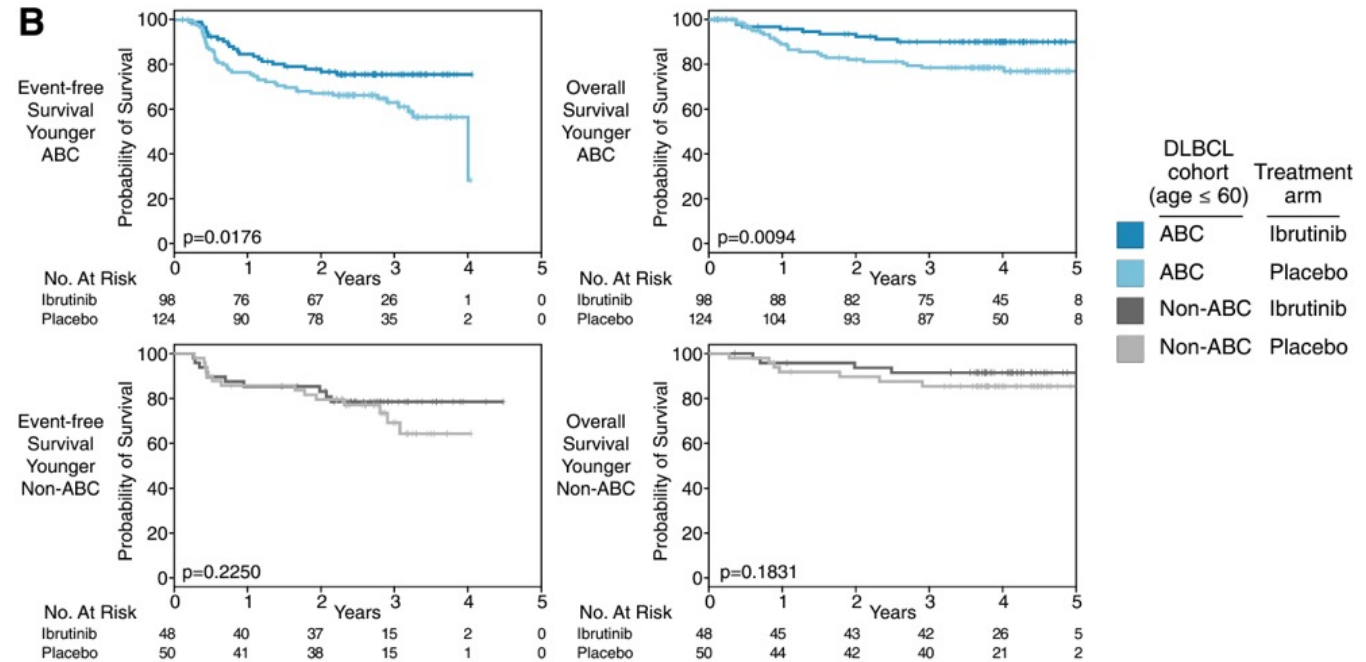 B
Event-free
Survival
Younger
ABC
Probability of Survival
100
80
60
40
20
0
p=0.0176
0 1 2 3 4 5
Years
No. At Risk
Ibrutinib 98 76 67 26 1 0
Placebo 124 90 78 35 2 0
Overall
Survival
Younger
ABC
Probability of Survival
100
80
60
40
20
0
p=0.0094
0 1 2 3 4 5
Years
No. At Risk
Ibrutinib 98 88 82 75 45 8
Placebo 124 104 93 87 50 8
Event-free
Survival
Younger
Non-ABC
Probability of Survival
100
80
60
40
20
0
p=0.2250
0 1 2 3 4 5
Years
No. At Risk
Ibrutinib 48 40 37 15 2 0
Placebo 50 41 38 15 1 0
Overall
Survival
Younger
Non-ABC
Probability of Survival
100
80
60
40
20
0
p=0.1831
0 1 2 3 4 5
Years
No. At Risk
Ibrutinib 48 45 43 42 26 5
Placebo 50 44 42 40 21 2
DLBCL
cohort Treatment
(age ≤ 60) arm
ABC Ibrutinib
ABC Placebo
Non-ABC Ibrutinib
Non-ABC Placebo